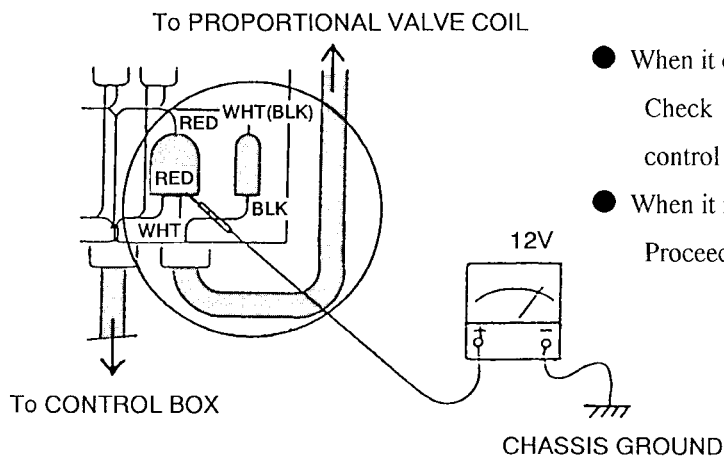 To PROPORTIONAL VALVE COIL
● When it
Check
control
● When it
Proceed
RED
WHT(BLK)
RED
BLK
WHT
12V
+ −
To CONTROL BOX
CHASSIS GROUND